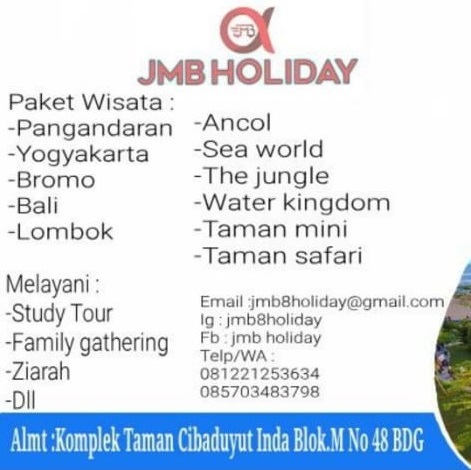 JMB HOLIDAY
Paket Wisata :
-Pangandaran
-Yogyakarta
-Bromo
-Bali
-Lombok
-Ancol
-Sea world
-The jungle
-Water kingdom
-Taman mini
-Taman safari
Melayani :
-Study Tour
-Family gathering
-Ziarah
-Dll
Email :jmb8holiday@gmail.com
Ig : jmb8holiday
Fb : jmb holiday
Telp/WA :
081221253634
085703483798
Almt :Komplek Taman Cibaduyut Inda Blok.M No 48 BDG